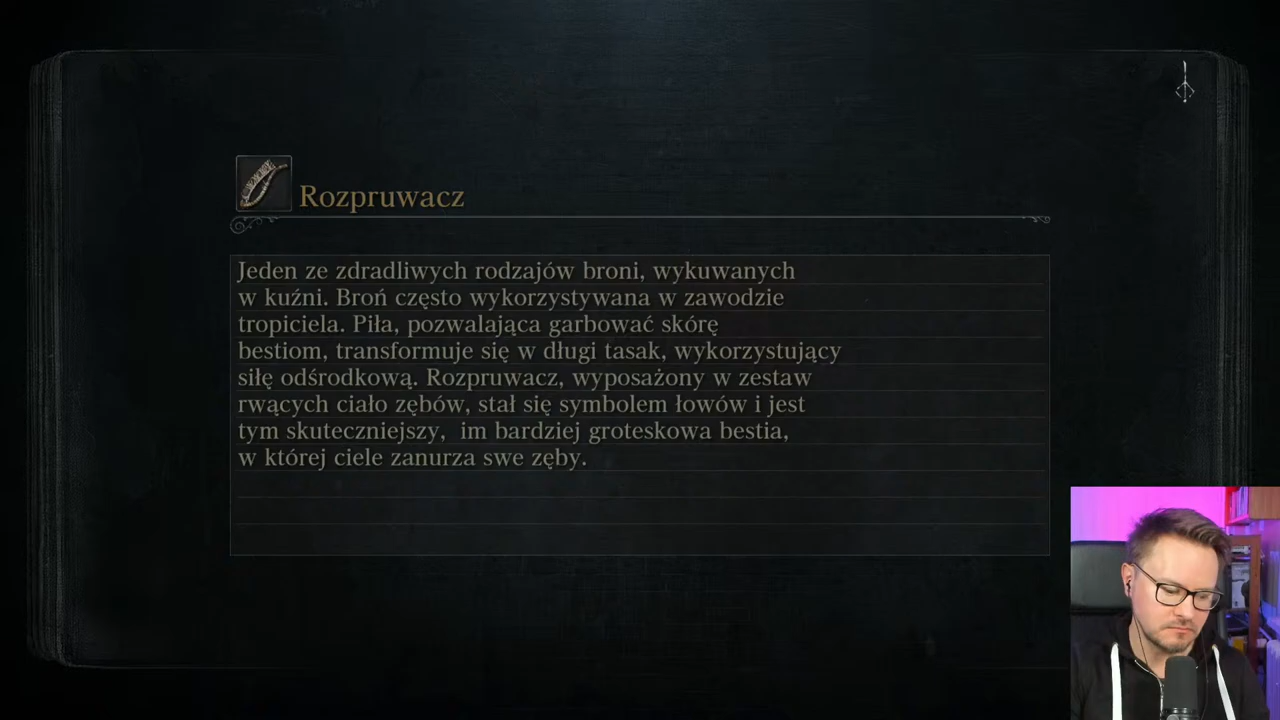 Rozpruwacz
Jeden ze zdradliwych rodzajów broni, wykuwanych
w kuźni. Broń często wykorzystywana w zawodzie
tropiciela. Piła, pozwalająca garbować skórę
bestiom, transformuje się w długi tasak, wykorzystujący
siłę odśrodkową. Rozpruwacz, wyposażony w zestaw
rwących ciało zębów, stał się symbolem łowów i jest
tym skuteczniejszy,  im bardziej groteskowa bestia,
w której ciele zanurza swe zęby.